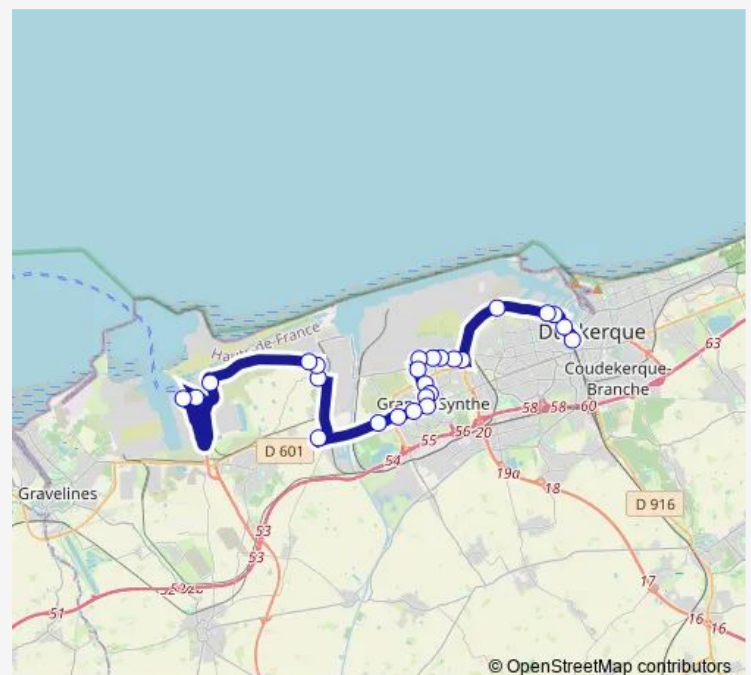 Hauts-de-France
Dunkerque
63
Coudekerque-
Branche
Grande-Synthe
58
58
60
D 601
55
56
20
54
19a
18
D 916
Gravelines
53
53
17
51
16
16
© OpenStreetMap contributors